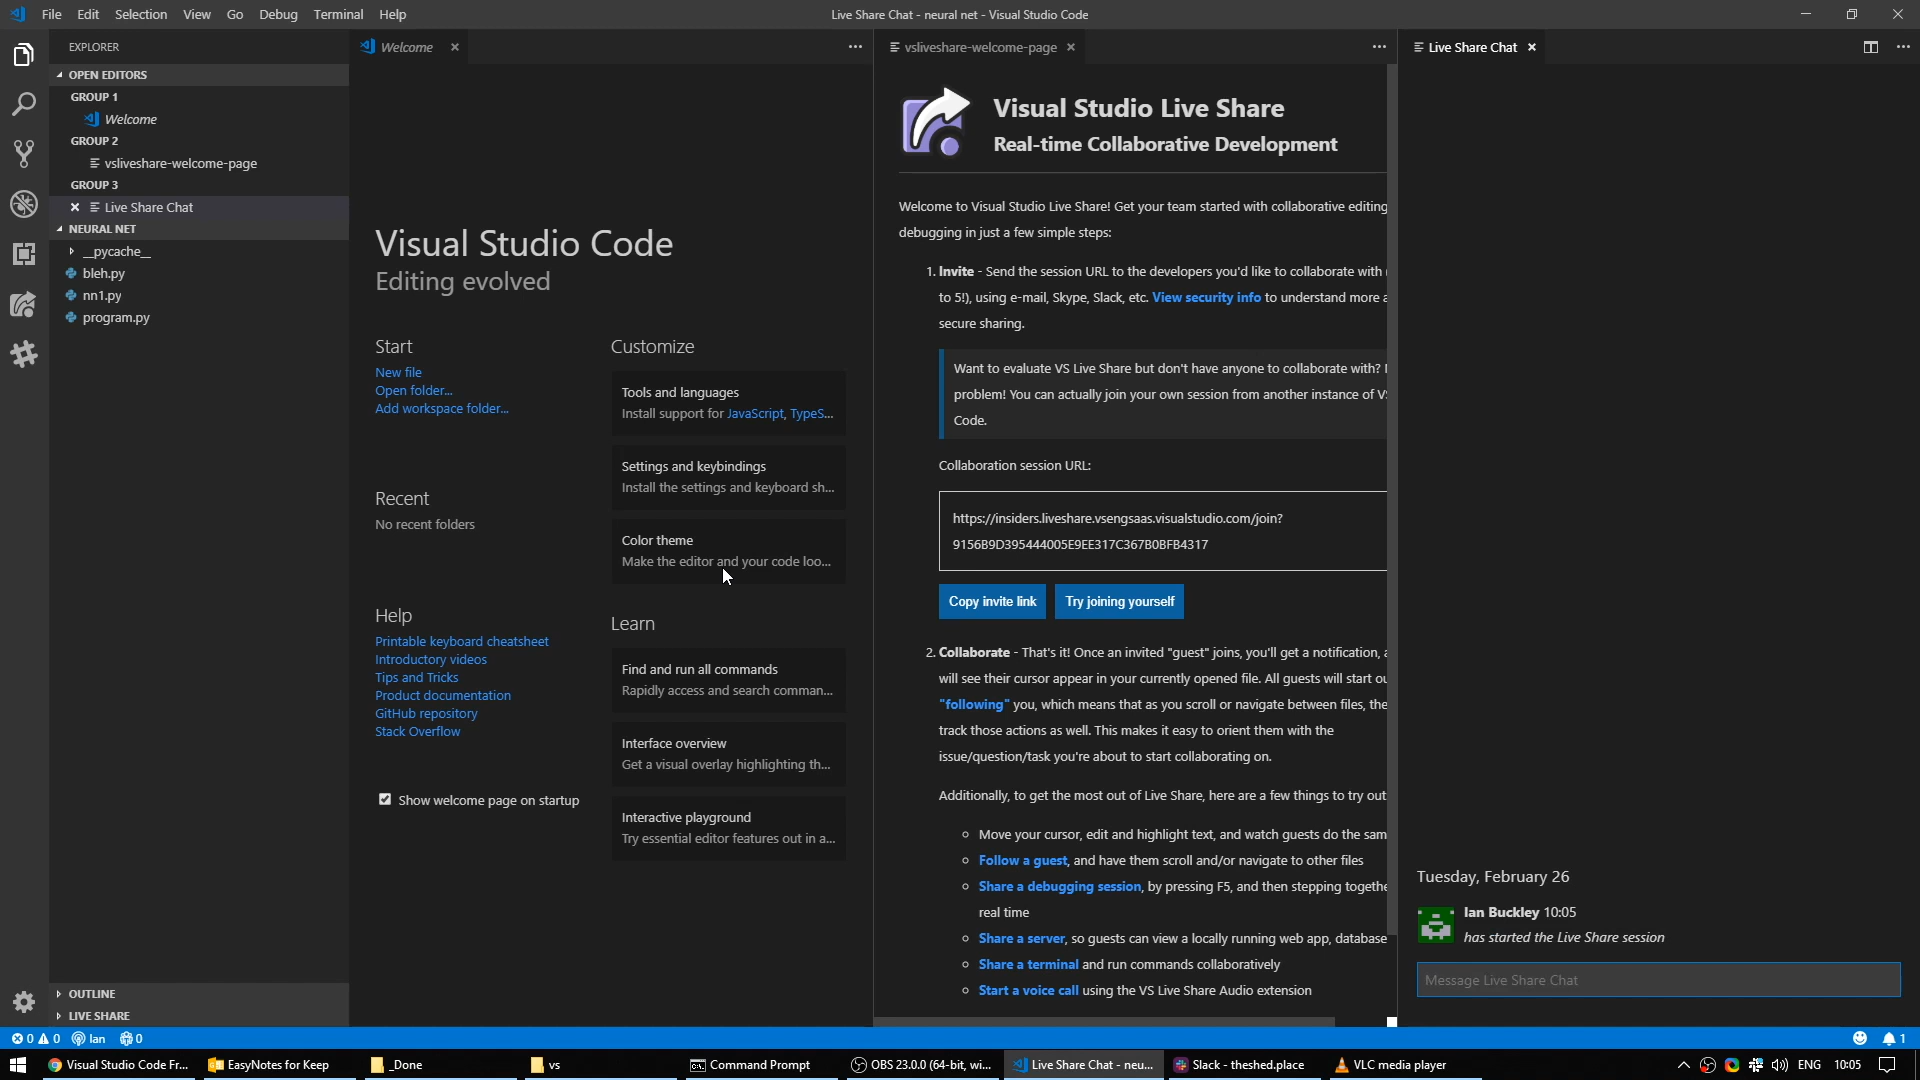 File Edit Selection View Go Debug Terminal Help
Live Share Chat - neural net - Visual Studio Code
EXPLORER
OPEN EDITORS
GROUP 1
Welcome
GROUP 2
vsliveshare-welcome-page
GROUP 3
Live Share Chat
NEURAL NET
__pycache__
bleh.py
nn1.py
program.py
OUTLINE
LIVE SHARE
Welcome
Visual Studio Code
Editing evolved
Start
New file
Open folder...
Add workspace folder...
Recent
No recent folders
Help
Printable keyboard cheatsheet
Introductory videos
Tips and Tricks
Product documentation
GitHub repository
Stack Overflow
Show welcome page on startup
Customize
Tools and languages
Install support for JavaScript, TypeS...
Settings and keybindings
Install the settings and keyboard sh...
Color theme
Make the editor and your code loo...
Learn
Find and run all commands
Rapidly access and search comman...
Interface overview
Get a visual overlay highlighting th...
Interactive playground
Try essential editor features out in a...
vsliveshare-welcome-page
Visual Studio Live Share
Real-time Collaborative Development
Welcome to Visual Studio Live Share! Get your team started with collaborative editing
debugging in just a few simple steps:
1. Invite - Send the session URL to the developers you'd like to collaborate with
to 5!), using e-mail, Skype, Slack, etc. View security info to understand more
secure sharing.
Want to evaluate VS Live Share but don't have anyone to collaborate with?
problem! You can actually join your own session from another instance of
Code.
Collaboration session URL:
https://insiders.liveshare.vsengsaas.visualstudio.com/join?
9156B9D395444005E9EE317C367B0BFB4317
Copy invite link
Try joining yourself
2. Collaborate - That's it! Once an invited "guest" joins, you'll get a notification,
will see their cursor appear in your currently opened file. All guests will start
"following" you, which means that as you scroll or navigate between files,
track those actions as well. This makes it easy to orient them with the
issue/question/task you're about to start collaborating on.
Additionally, to get the most out of Live Share, here are a few things to try out
Move your cursor, edit and highlight text, and watch guests do the
Follow a guest, and have them scroll and/or navigate to other files
Share a debugging session, by pressing F5, and then stepping
real time
Share a server, so guests can view a locally running web app, database
Share a terminal and run commands collaboratively
Start a voice call using the VS Live Share Audio extension
Live Share Chat
Tuesday, February 26
Ian Buckley 10:05
has started the Live Share session
Message Live Share Chat
0 0 Ian 0
1
Visual Studio Code Fr...
EasyNotes for Keep
_Done
vs
Command Prompt
OBS 23.0.0 (64-bit, wi...
Live Share Chat - neu...
Slack - theshed.place
VLC media player
ENG 10:05